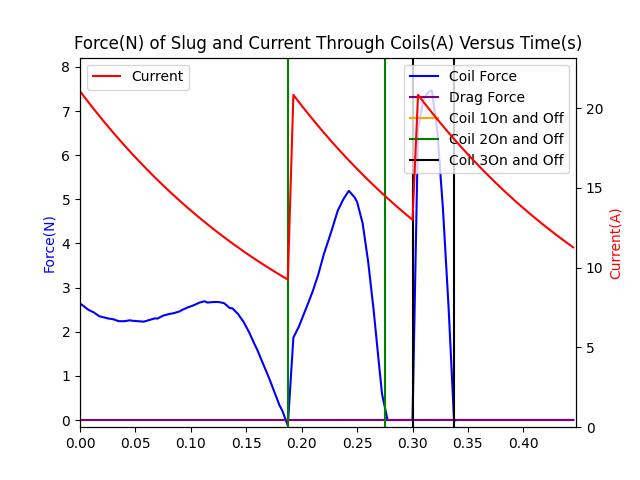 Force(N) of Slug and Current Through Coils(A) Versus Time(s)
Current
Coil Force
Drag Force
Coil 1On and Off
Coil 2On and Off
Coil 3On and Off
Force(N)
8
7
6
5
4
3
2
1
0
Current(A)
20
15
10
5
0
0.00 0.05 0.10 0.15 0.20 0.25 0.30 0.35 0.40